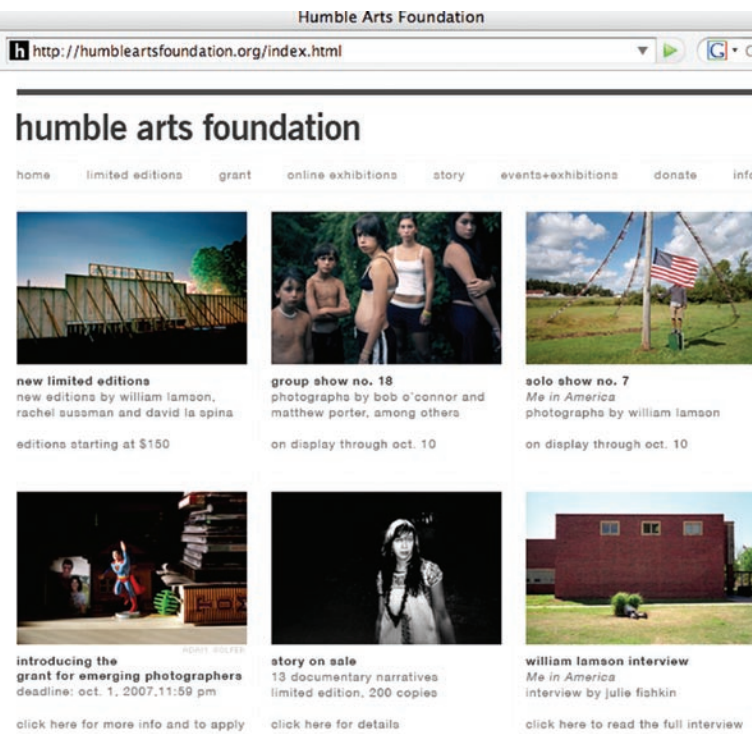 Humble Arts Foundation
h http://humbleartsfoundation.org/index.html G
humble arts foundation
home limited editions grant online exhibitions story events+exhibitions donate info
new limited editions
new editions by william lamson,
rachel sussman and david la spina
editions starting at $150
group show no. 18
photographs by bob o'connor and
matthew porter, among others
on display through oct. 10
solo show no. 7
Me in America
photographs by william lamson
on display through oct. 10
ADAM WOLFER
introducing the
grant for emerging photographers
deadline: oct. 1, 2007,11:59 pm
click here for more info and to apply
story on sale
13 documentary narratives
limited edition, 200 copies
click here for details
william lamson interview
Me in America
interview by julie fishkin
click here to read the full interview